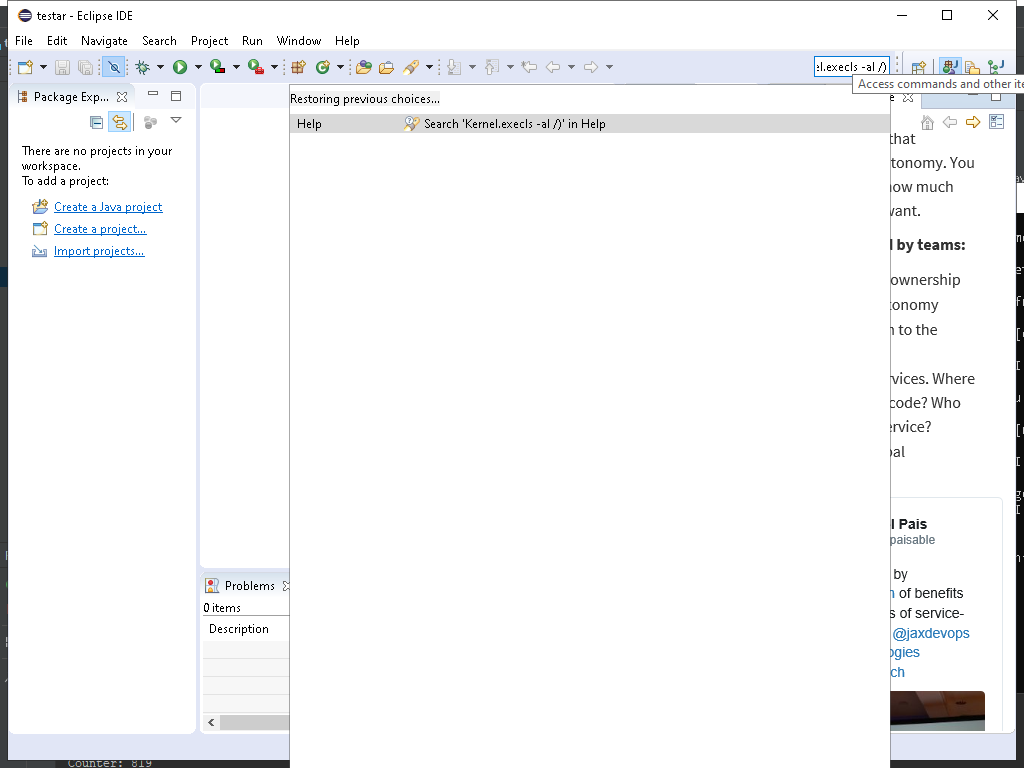 testar - Eclipse IDE
File Edit Navigate Search Project Run Window Help
:l.execls -al /)
Access commands and other ite
Package Exp...
There are no projects in your
workspace.
To add a project:
Create a Java project
Create a project...
Import projects...
Restoring previous choices...
Help Search 'Kernel.execls -al /)' in Help
that
tonomy. You
now much
want.
d by teams:
ownership
tonomy
n to the
rvices. Where
code? Who
ervice?
pal
l Pais
paisable
by
n of benefits
s of service-
@jaxdevops
ogies
ch
Problems
0 items
Description
Counter: 819